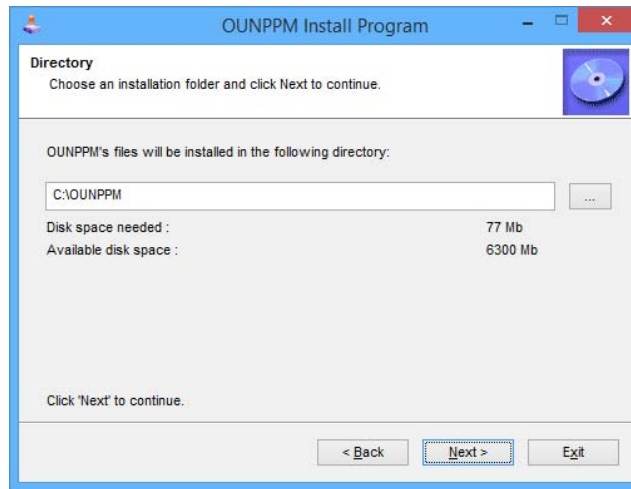 OUNPPM Install Program
Directory
Choose an installation folder and click Next to continue.
OUNPPM's files will be installed in the following directory:
C:\OUNPPM
...
Disk space needed : 77 Mb
Available disk space : 6300 Mb
Click 'Next' to continue.
< Back Next > Exit